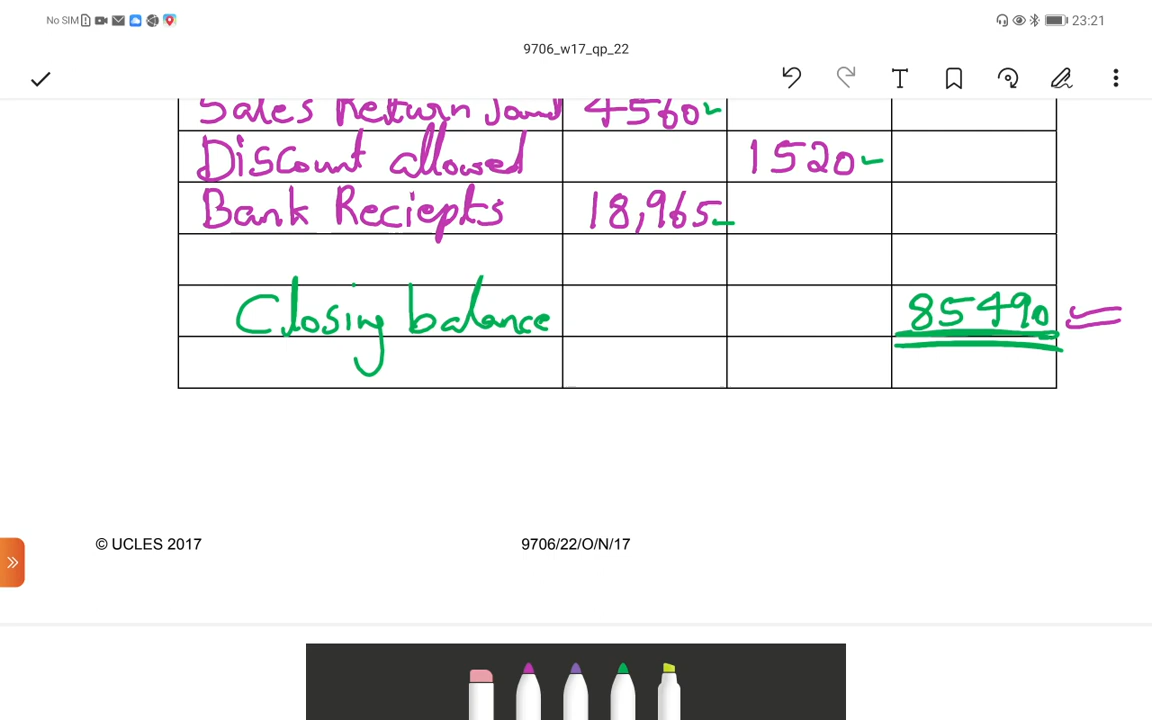 No SIM 23:21
9706_w17_qp_22
T
Sales Return Jound 4560
Discount allowed 1520
Bank Reciepts 18,965
Closing balance 85490
© UCLES 2017 9706/22/O/N/17